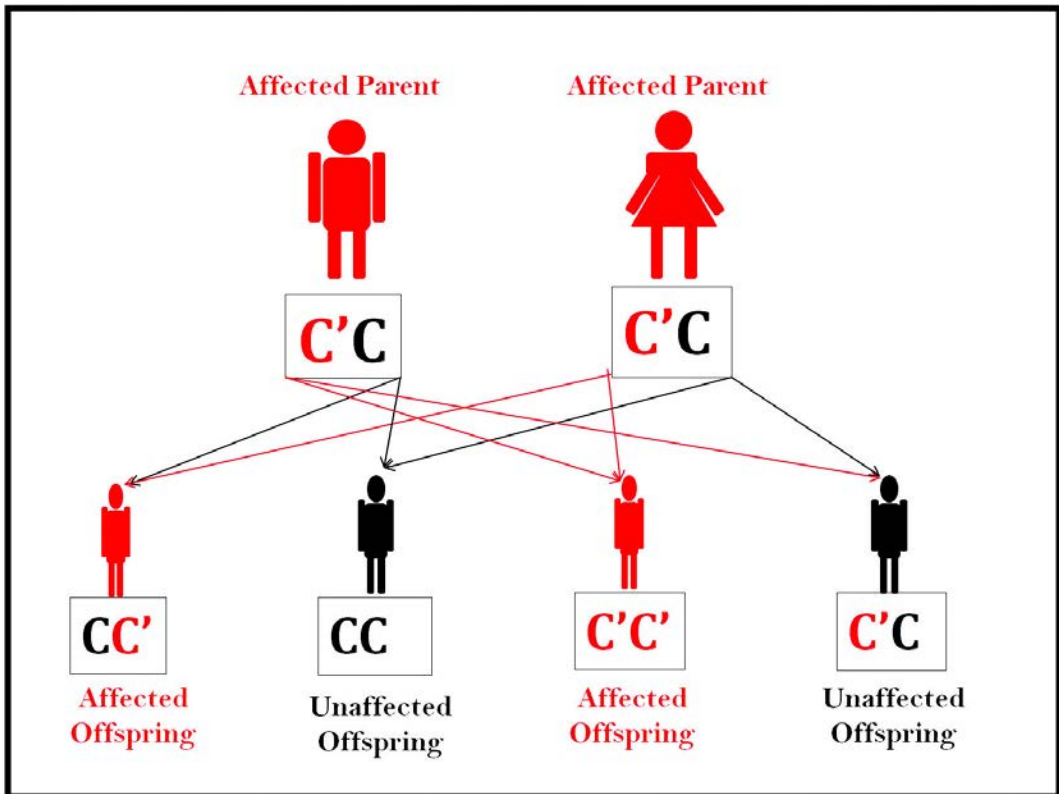 Affected Parent
Affected Parent
C’C
C’C
CC’
CC
C’C’
C’C
Affected
Offspring
Unaffected
Offspring
Affected
Offspring
Unaffected
Offspring